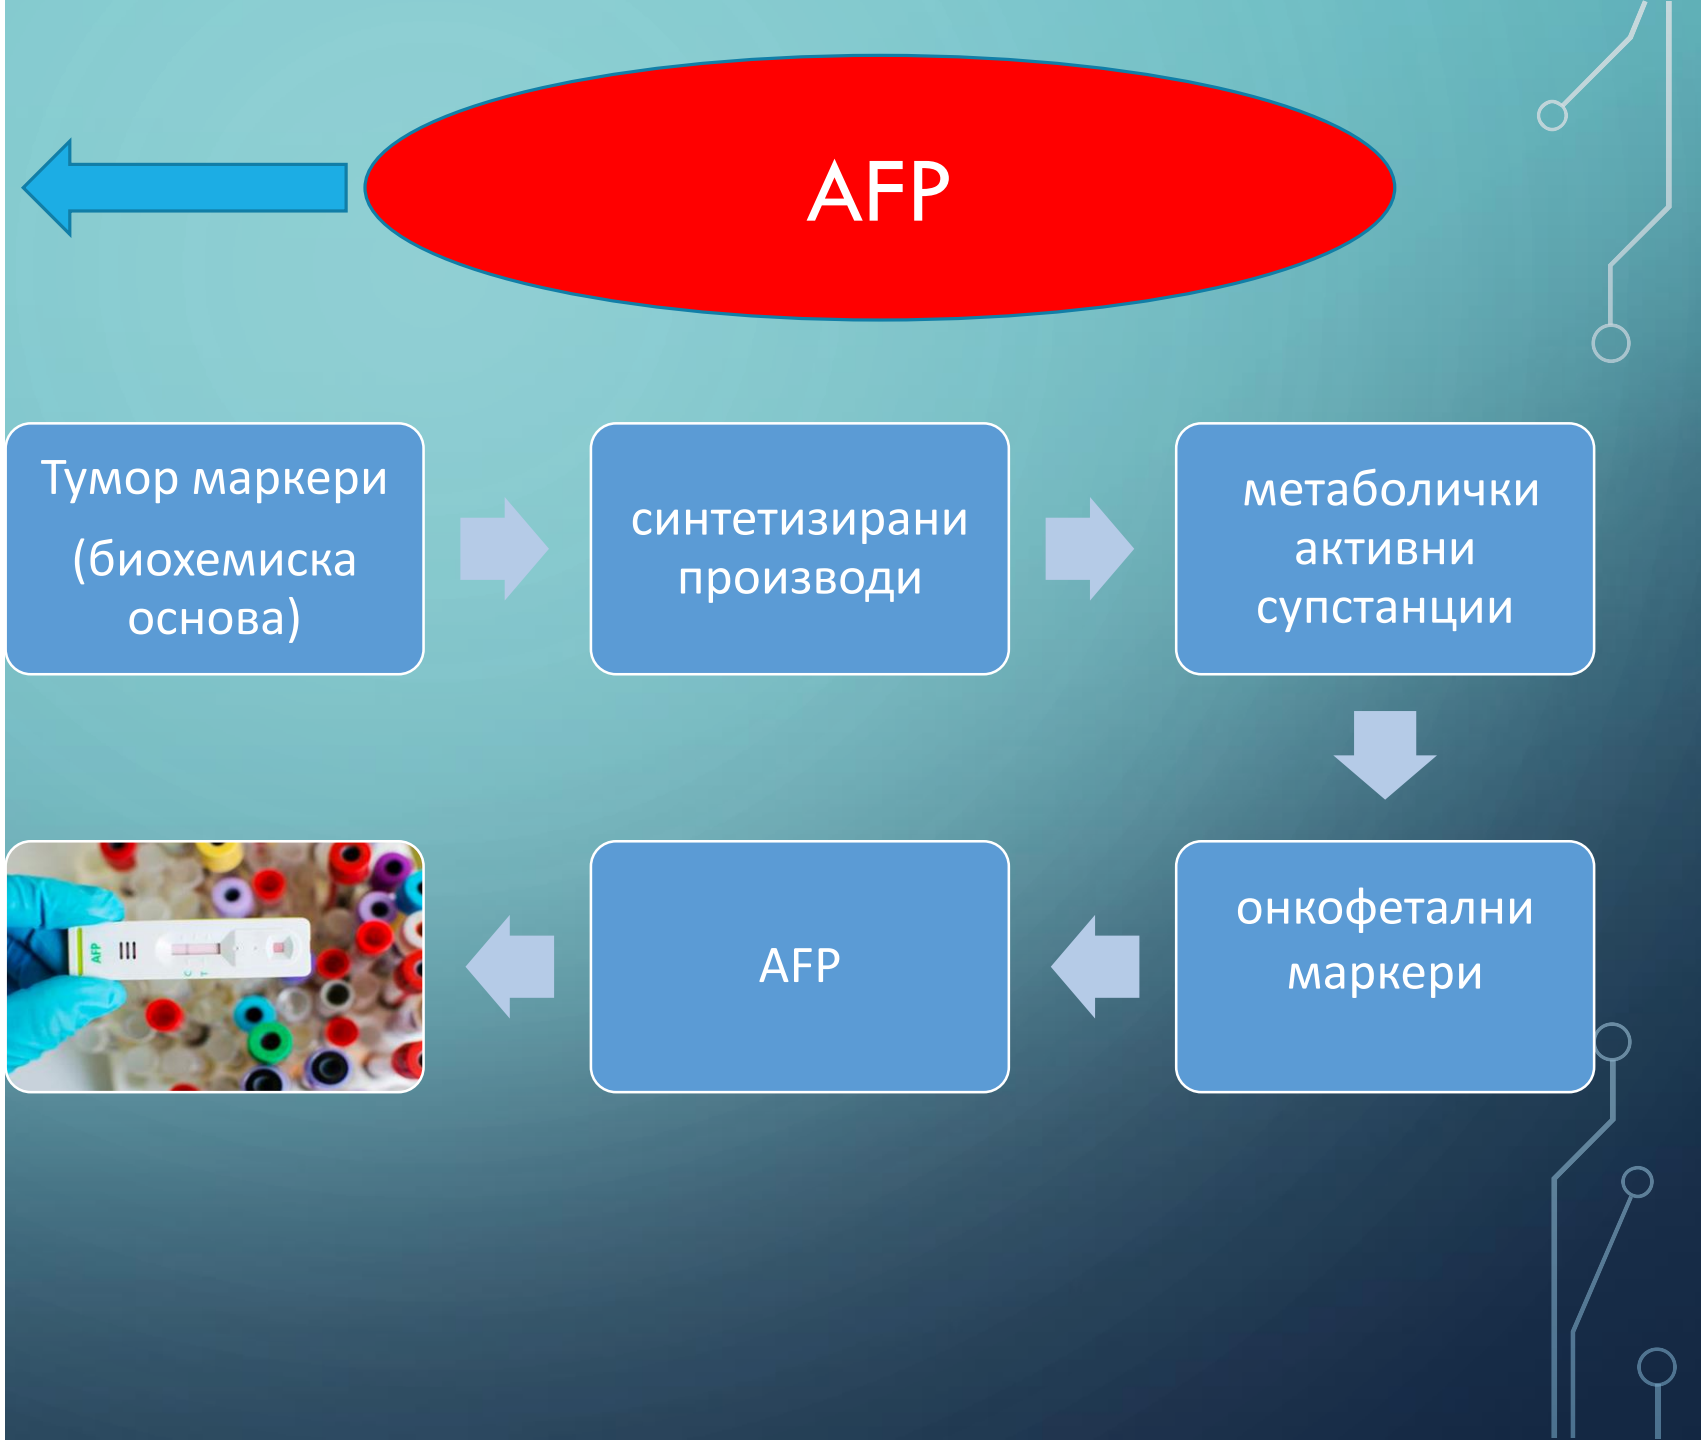 AFP
Тумор маркери
(биохемиска
основа)
синтетизирани
производи
метаболички
активни
супстанции
онкофетални
маркери
AFP
AFP
C
T